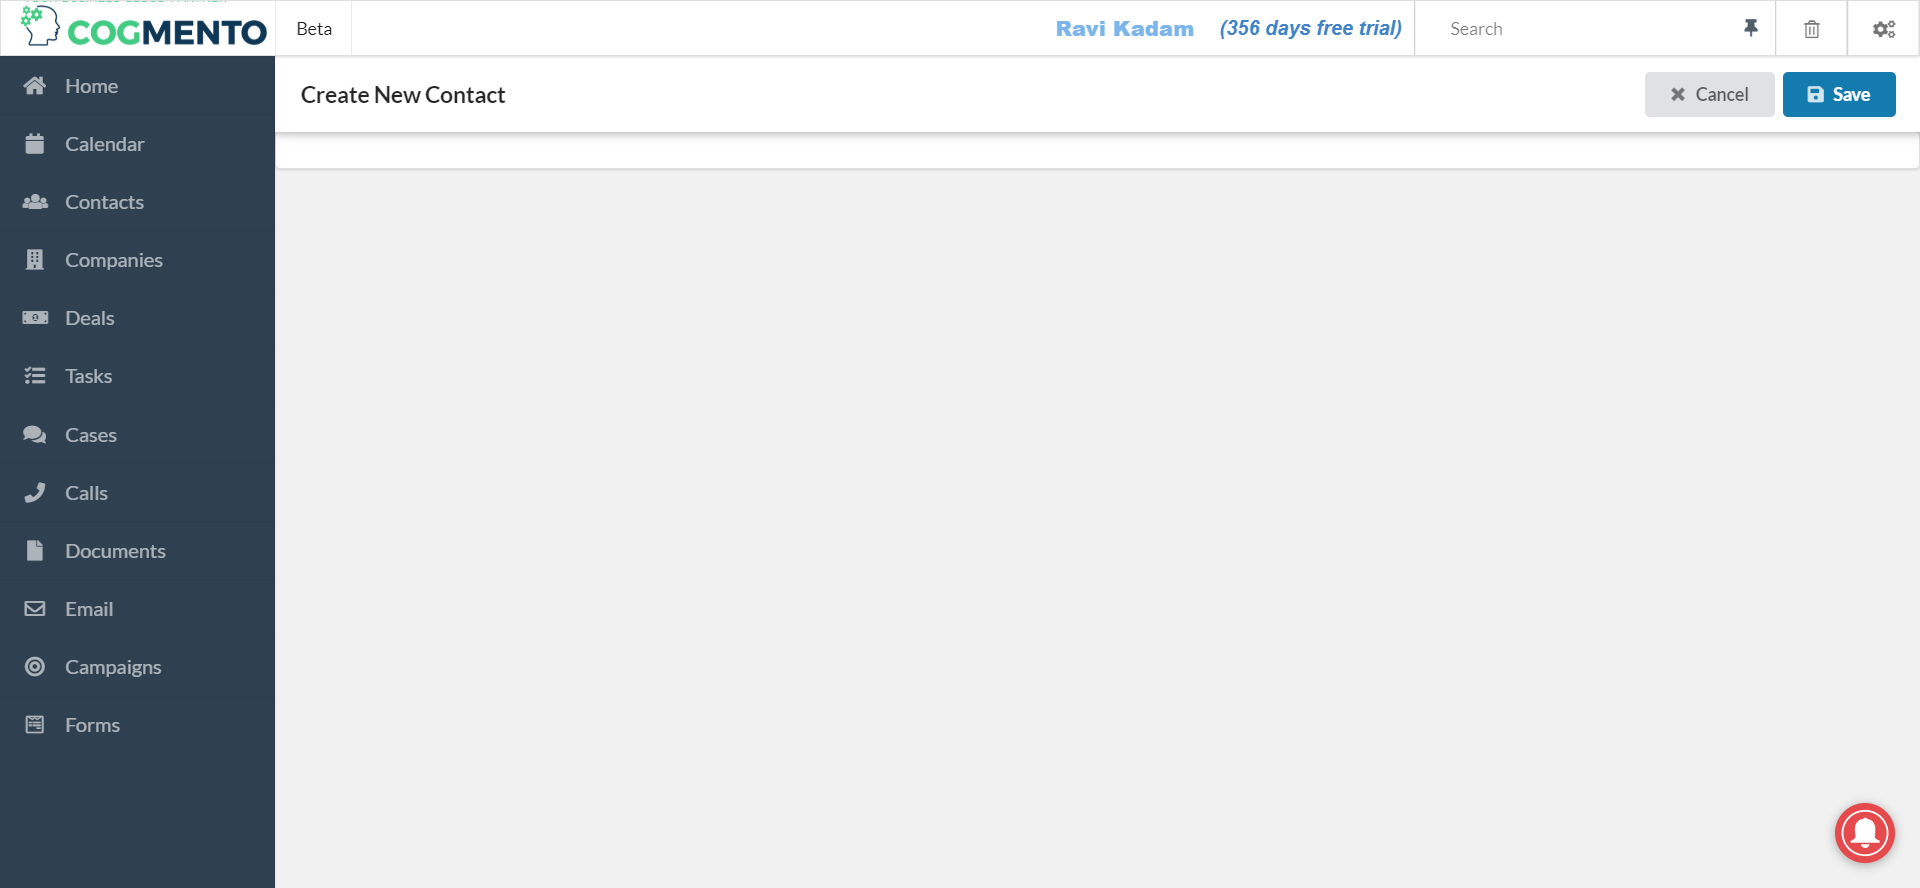 COGMENTO
Beta
Ravi Kadam (356 days free trial)
Search
Create New Contact
Cancel
Save
Home
Calendar
Contacts
Companies
Deals
Tasks
Cases
Calls
Documents
Email
Campaigns
Forms